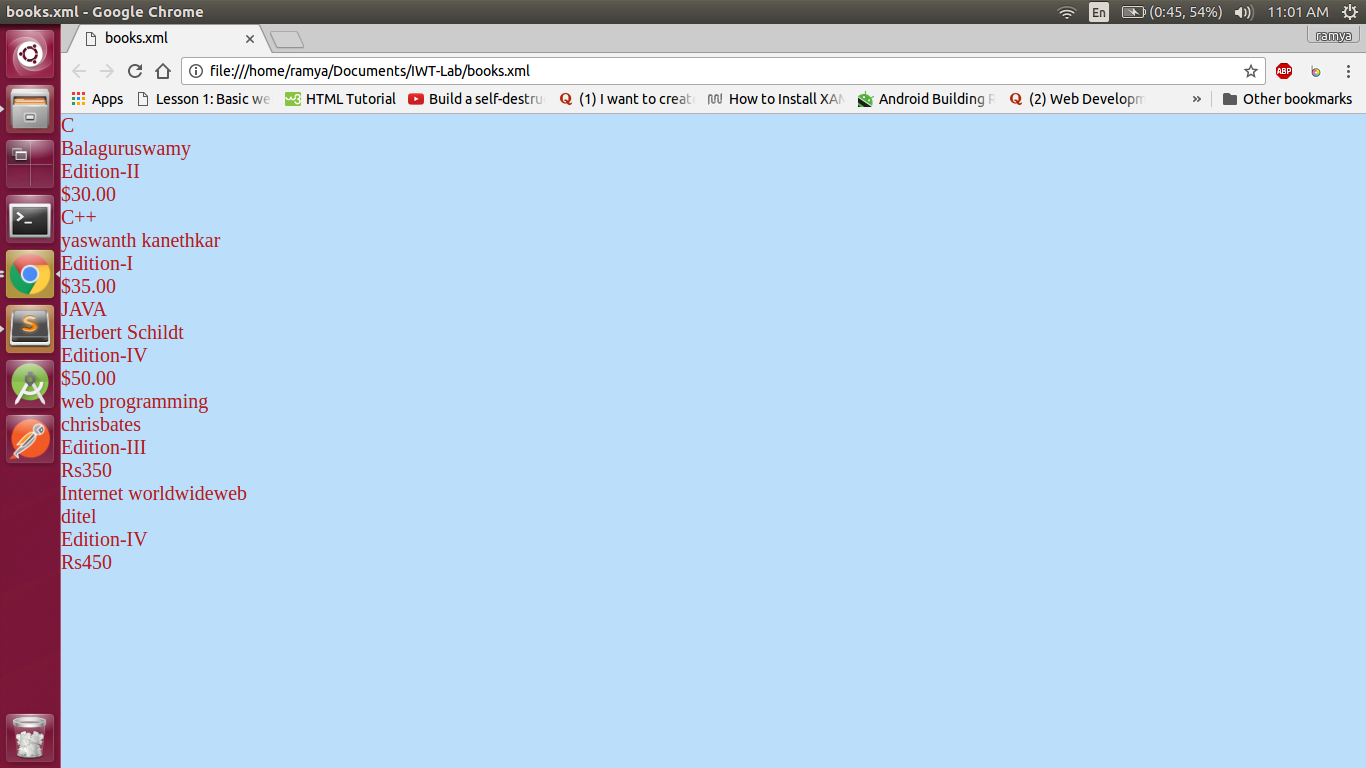 books.xml - Google Chrome
En
(0:45, 54%)
11:01 AM
books.xml
ramya
file:///home/ramya/Documents/IWT-Lab/books.xml
ABP
Apps
Lesson 1: Basic we
HTML Tutorial
Build a self-destru
(1) I want to create
How to Install XAM
Android Building
(2) Web Developm
»
Other bookmarks
C
Balaguruswamy
Edition-II
$30.00
C++
yaswanth kanethkar
Edition-I
$35.00
JAVA
Herbert Schildt
Edition-IV
$50.00
web programming
chrisbates
Edition-III
Rs350
Internet worldwideweb
ditel
Edition-IV
Rs450